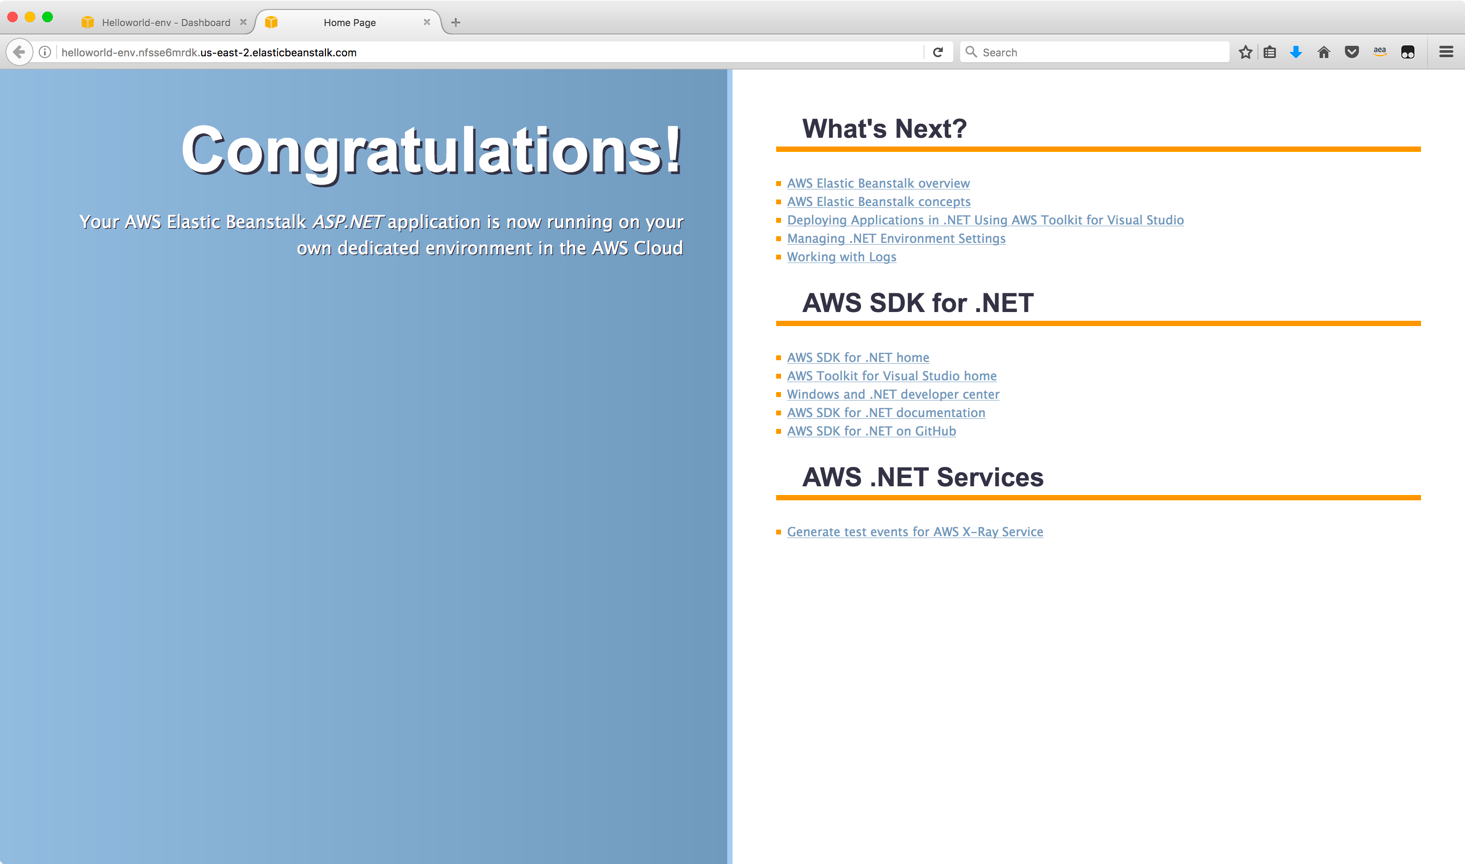 Helloworld-env - Dashboard
Home Page
helloworld-env.nfsse6mrdk.us-east-2.elasticbeanstalk.com
Search
aea
Congratulations!
Your AWS Elastic Beanstalk ASP.NET application is now running on your
own dedicated environment in the AWS Cloud
What's Next?
AWS Elastic Beanstalk overview
AWS Elastic Beanstalk concepts
Deploying Applications in .NET Using AWS Toolkit for Visual Studio
Managing .NET Environment Settings
Working with Logs
AWS SDK for .NET
AWS SDK for .NET home
AWS Toolkit for Visual Studio home
Windows and .NET developer center
AWS SDK for .NET documentation
AWS SDK for .NET on GitHub
AWS .NET Services
Generate test events for AWS X-Ray Service